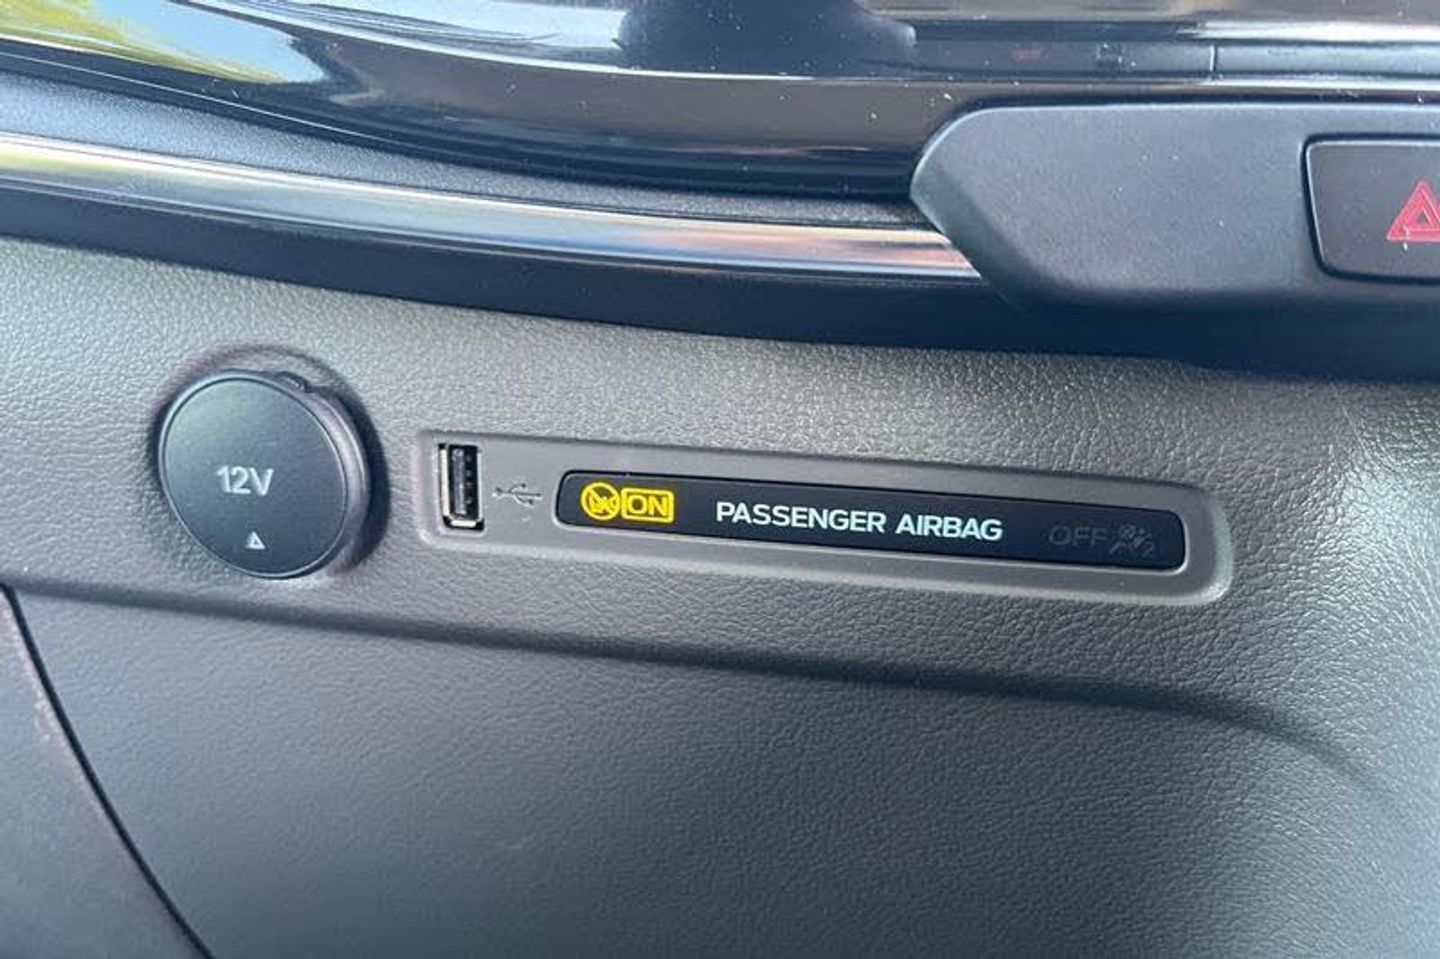 12V
ON PASSENGER AIRBAG OFF